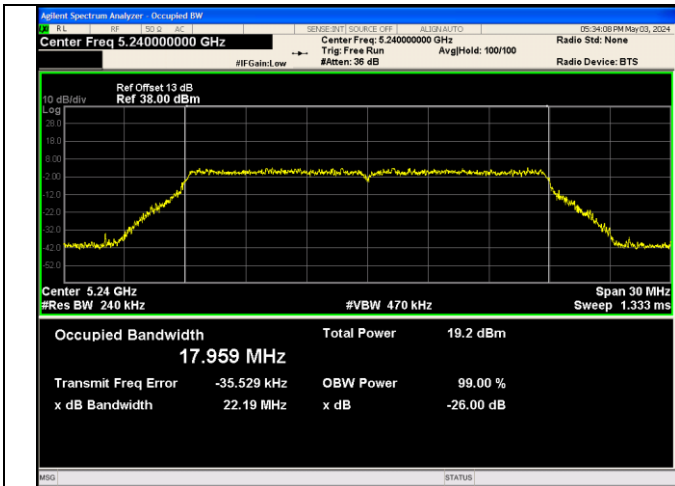 Agilent Spectrum Analyzer - Occupied BW
RL RF 50 Ω AC SENSE:INT SOURCE OFF ALIGN AUTO 05:34:08 PM May 03, 2024
Center Freq 5.240000000 GHz Center Freq: 5.240000000 GHz Radio Std: None
Trig: Free Run Avg|Hold: 100/100
#IFGain:Low #Atten: 36 dB Radio Device: BTS
Ref Offset 13 dB
10 dB/div Ref 38.00 dBm
Log
28.0
18.0
8.00
-2.00
-12.0
-22.0
-32.0
-42.0
-52.0
Center 5.24 GHz Span 30 MHz
#Res BW 240 kHz #VBW 470 kHz Sweep 1.333 ms
Occupied Bandwidth Total Power 19.2 dBm
17.959 MHz
Transmit Freq Error -35.529 kHz OBW Power 99.00 %
x dB Bandwidth 22.19 MHz x dB -26.00 dB
MSG STATUS